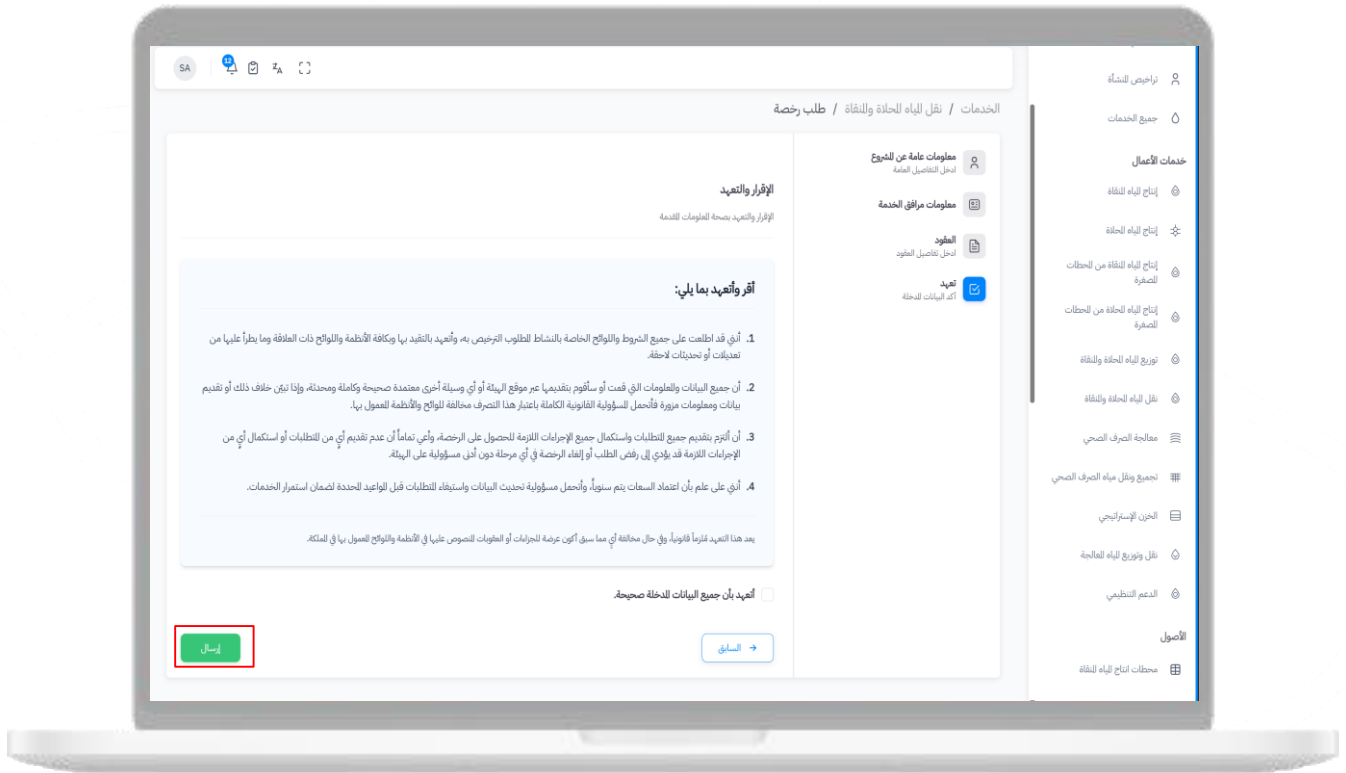 SA
12
الخدمات / نقل المياه المحلاة والمنقاة / طلب رخصة
تراخيص المنشأة
جميع الخدمات
خدمات الأعمال
إنتاج المياه المنقاة
إنتاج المياه المحلاة
إنتاج المياه المنقاة من المحطات
المصغرة
إنتاج المياه المحلاة من المحطات
المصغرة
توزيع المياه المحلاة والمنقاة
نقل المياه المحلاة والمنقاة
معالجة الصرف الصحي
تجميع ونقل مياه الصرف الصحي
الخزن الإستراتيجي
نقل وتوزيع المياه المعالجة
الدعم التنظيمي
الأصول
محطات انتاج المياه المنقاة
معلومات عامة عن المشروع
ادخل التفاصيل العامة
معلومات مرافق الخدمة
العقود
ادخل تفاصيل العقود
تعهد
أكد البيانات المدخلة
الإقرار والتعهد
الإقرار والتعهد بصحة المعلومات المقدمة
أقر وأتعهد بما يلي:
1. أنني قد اطلعت على جميع الشروط واللوائح الخاصة بالنشاط المطلوب الترخيص به، وأتعهد بالتقيد بها وبكافة الأنظمة واللوائح ذات العلاقة وما يطرأ عليها من
تعديلات أو تحديثات لاحقة.
2. أن جميع البيانات والمعلومات التي قمت أو سأقوم بتقديمها عبر موقع الهيئة أو أي وسيلة أخرى معتمدة صحيحة وكاملة ومحدثة، وإذا تبيّن خلاف ذلك أو تقديم
بيانات ومعلومات مزورة فأتحمل المسؤولية القانونية الكاملة باعتبار هذا التصرف مخالفة للوائح والأنظمة المعمول بها.
3. أن ألتزم بتقديم جميع المتطلبات واستكمال جميع الإجراءات اللازمة للحصول على الرخصة، وأعي تماماً أن عدم تقديم أيٍ من المتطلبات أو استكمال أيٍ من
الإجراءات اللازمة قد يؤدي إلى رفض الطلب أو إلغاء الرخصة في أي مرحلة دون أدنى مسؤولية على الهيئة.
4. أنني على علم بأن اعتماد السعات يتم سنوياً، وأتحمل مسؤولية تحديث البيانات واستيفاء المتطلبات قبل المواعيد المحددة لضمان استمرار الخدمات.
يعد هذا التعهد مُلزماً قانونياً، وفي حال مخالفة أيٍ مما سبق أكون عرضة للجزاءات أو العقوبات المنصوص عليها في الأنظمة واللوائح المعمول بها في المملكة.
أتعهد بأن جميع البيانات المدخلة صحيحة.
السابق
إرسال